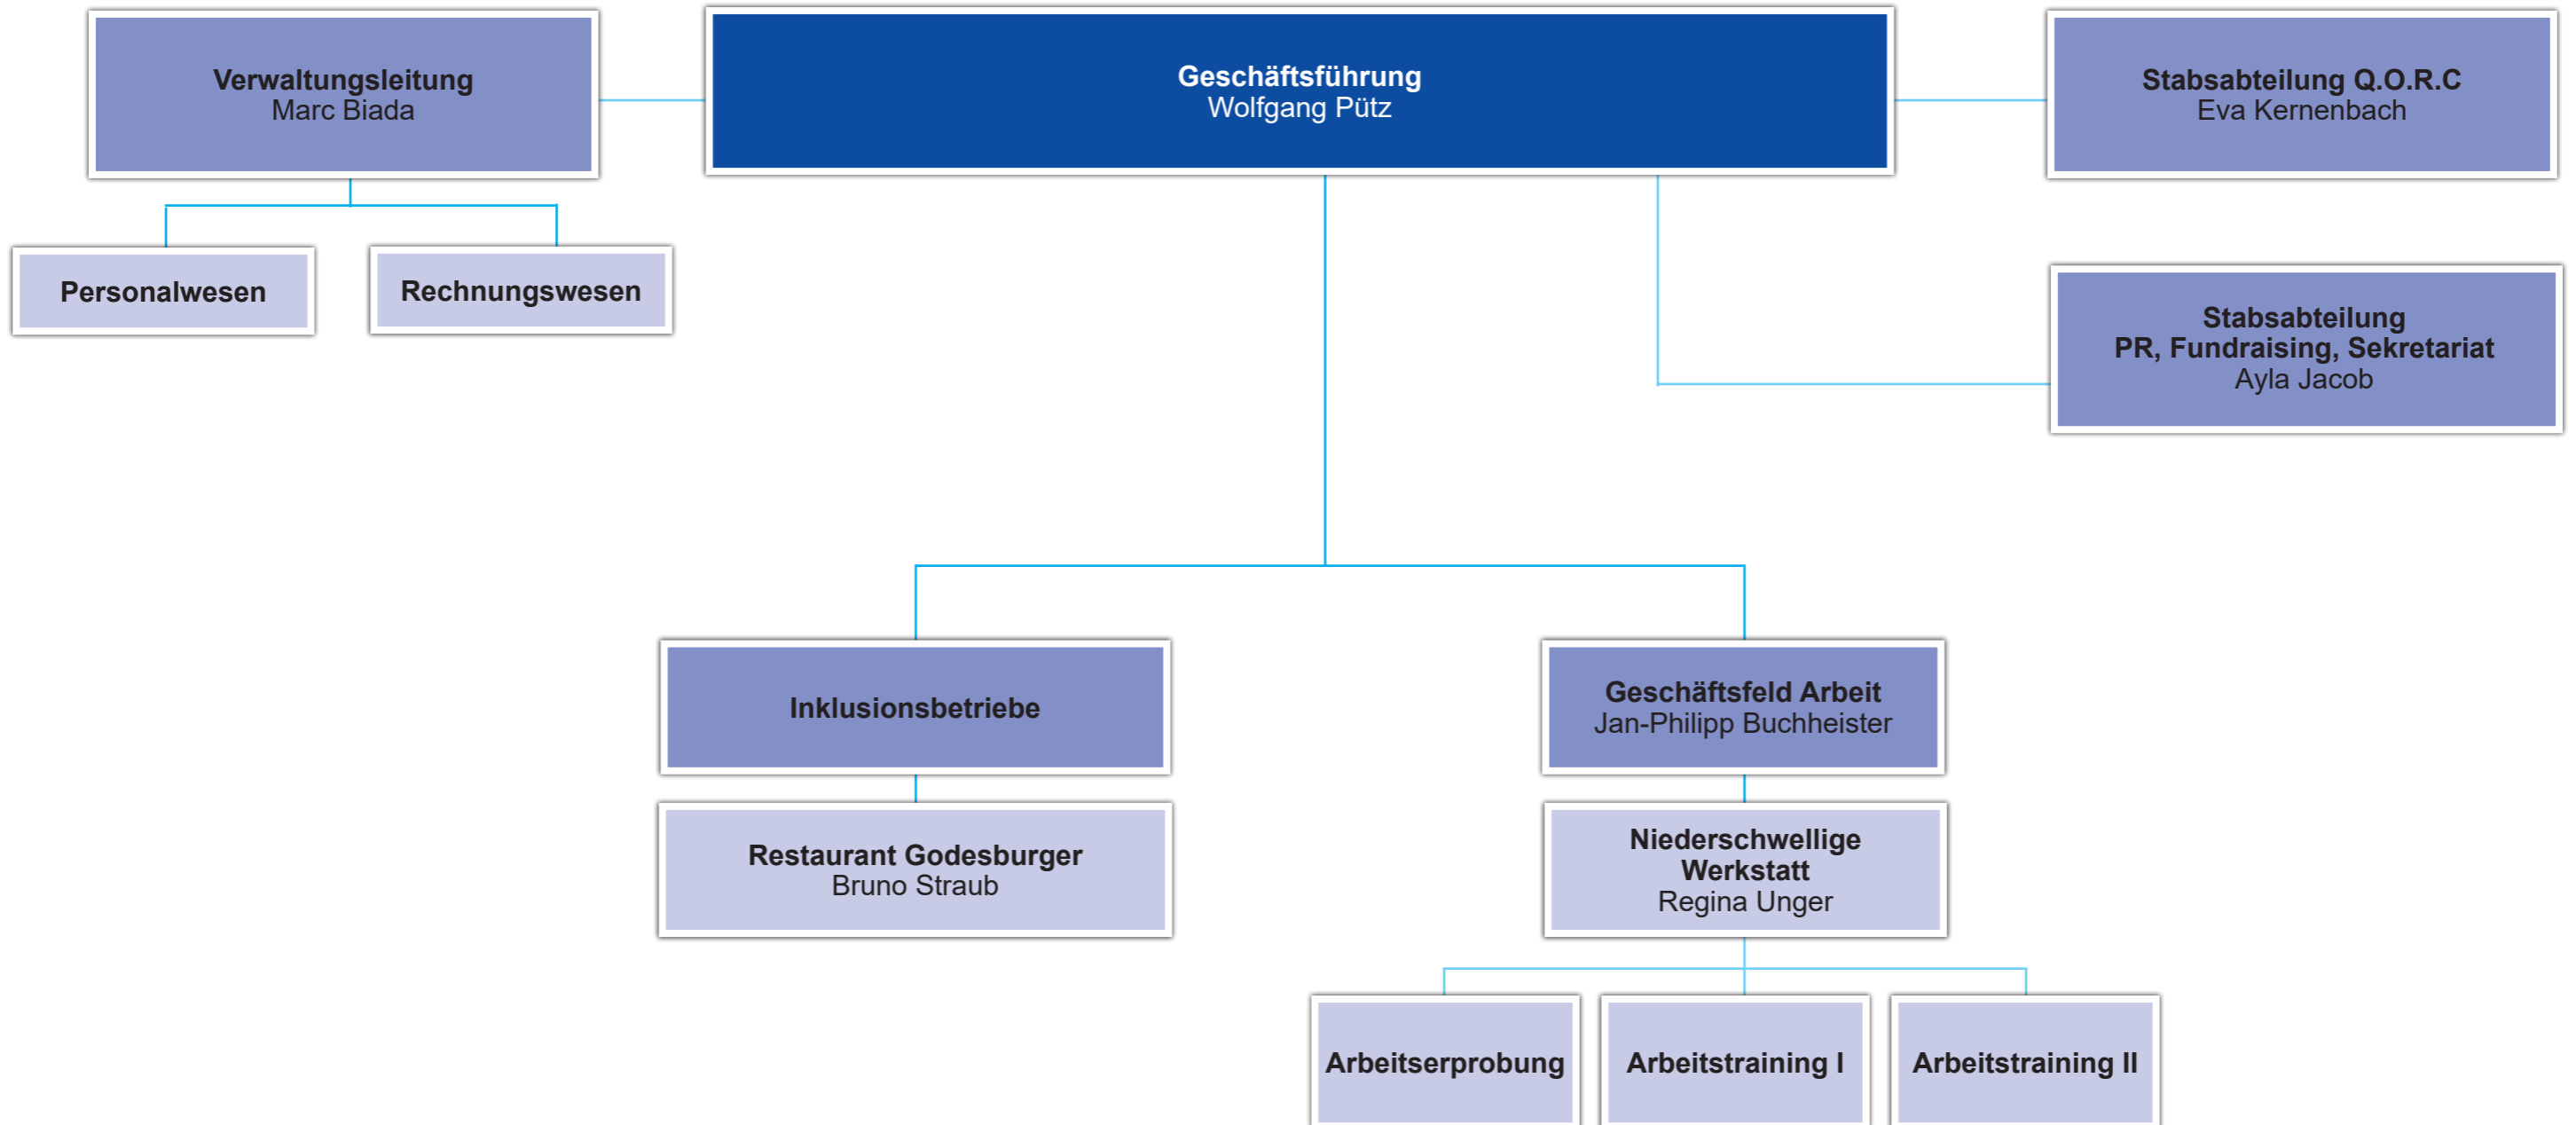 Verwaltungsleitung
Marc Biada
Geschäftsführung
Wolfgang Pütz
Stabsabteilung Q.O.R.C
Eva Kernenbach
Personalwesen
Rechnungswesen
Stabsabteilung
PR, Fundraising, Sekretariat
Ayla Jacob
Inklusionsbetriebe
Geschäftsfeld Arbeit
Jan-Philipp Buchheister
Restaurant Godesburger
Bruno Straub
Niederschwellige
Werkstatt
Regina Unger
Arbeitserprobung
Arbeitstraining I
Arbeitstraining II